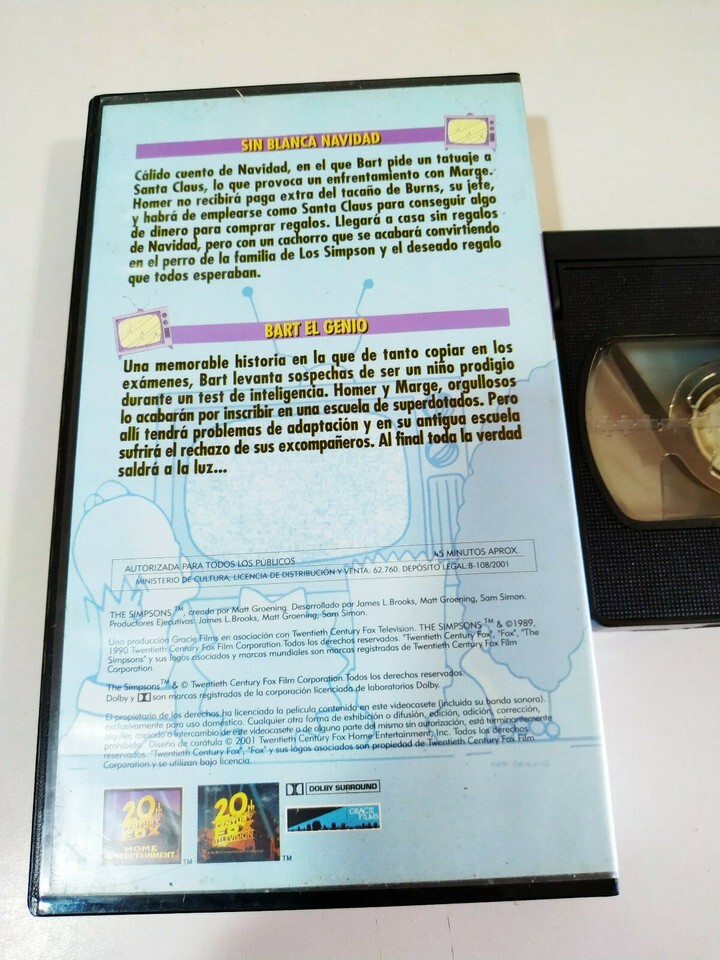 SIN BLANCA NAVIDAD
Cálido cuento de Navidad, en el que Bart pide un tatuaje a
Santa Claus, lo que provoca un enfrentamiento con Marge.
Homer no recibirá paga extra del tacaño de Burns, su jefe,
y habrá de emplearse como Santa Claus para conseguir algo
de dinero para comprar regalos. Llegará a casa sin regalos
de Navidad, pero con un cachorro que se acabará convirtiendo
en el perro de la familia de Los Simpson y el deseado regalo
que todos esperaban.
BART EL GENIO
Una memorable historia en la que de tanto copiar en los
exámenes, Bart levanta sospechas de ser un niño prodigio
durante un test de inteligencia. Homer y Marge, orgullosos
lo acabarán por inscribir en una escuela de superdotados. Pero
allí tendrá problemas de adaptación y en su antigua escuela
sufrirá el rechazo de sus excompañeros. Al final toda la verdad
saldrá a la luz...
AUTORIZADA PARA TODOS LOS PÚBLICOS 45 MINUTOS APROX.
MINISTERIO DE CULTURA, LICENCIA DE DISTRIBUCIÓN Y VENTA: 62.760. DEPÓSITO LEGAL:B-108/2001
THE SIMPSONS™, creada por Matt Groening. Desarrollado por James L.Brooks, Matt Groening, Sam Simon.
Productores Ejecutivos: James L.Brooks, Matt Groening, Sam Simon.
Una producción Gracie Films en asociación con Twentieth Century Fox Television. THE SIMPSONS™ & ©1989,
1990 Twentieth Century Fox Film Corporation. Todos los derechos reservados. "Twentieth Century Fox", "Fox", "The
Simpsons" y sus logos asociados y marcas mundiales son marcas registradas de Twentieth Century Fox Film
Corporation.
The Simpsons™ & © Twentieth Century Fox Film Corporation. Todos los derechos reservados.
Dolby y son marcas registradas de la corporación licenciada de laboratorios Dolby.
El propietario de los derechos ha licenciado la película contenida en este videocasete (incluida su banda sonora).
exclusivamente para uso doméstico. Cualquier otra forma de exhibición o difusión, edición, adición, corrección,
alquiler, copiado o intercambio de este videocasete o de alguna parte del mismo sin autorización, está terminantemente
prohibida. Diseño de carátula © 2001 Twentieth Century Fox Home Entertainment, Inc. Todos los derechos
reservados. "Twentieth Century Fox", "Fox" y sus logos asociados son propiedad de Twentieth Century Fox Film
Corporation y se utilizan bajo licencia.
20th CENTURY FOX HOME ENTERTAINMENT ™
20th CENTURY FOX TELEVISION ™
DOLBY SURROUND
GRACIE FILMS